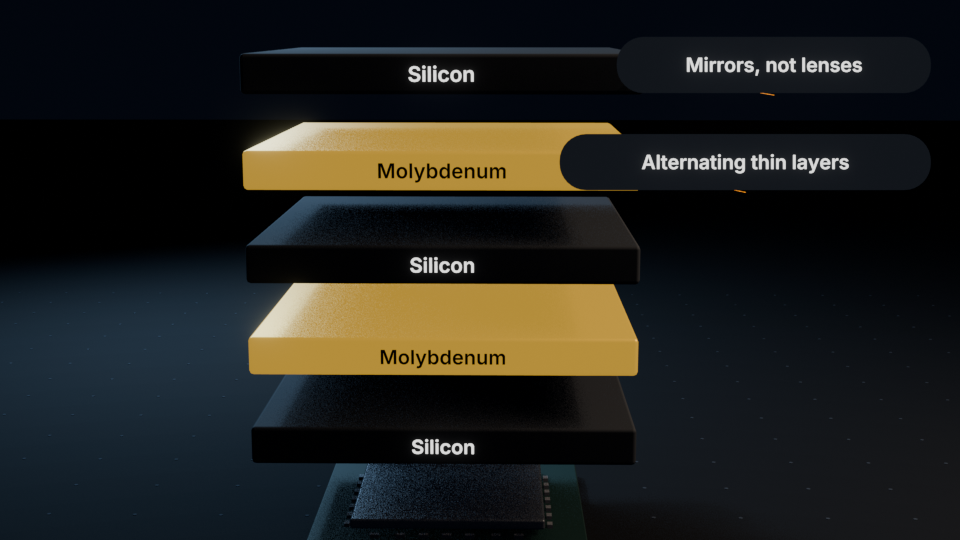 Silicon
Mirrors, not lenses
Molybdenum
Alternating thin layers
Silicon
Molybdenum
Silicon